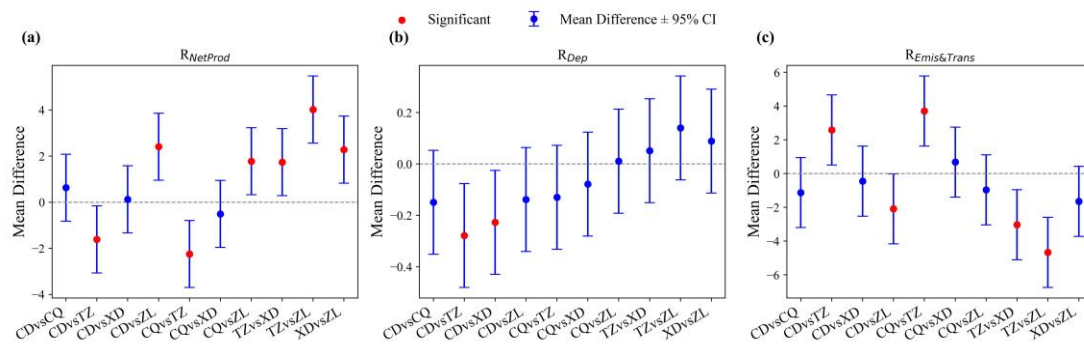 Significant
Mean Difference ± 95% CI
(a)
R_NetProd
Mean Difference
4
2
0
−2
−4
CDvsCQ
CDvsTZ
CDvsXD
CDvsZL
CQvsTZ
CQvsXD
CQvsZL
TZvsXD
TZvsZL
XDvsZL
(b)
R_Dep
Mean Difference
0.2
0.0
−0.2
−0.4
CDvsCQ
CDvsTZ
CDvsXD
CDvsZL
CQvsTZ
CQvsXD
CQvsZL
TZvsXD
TZvsZL
XDvsZL
(c)
R_Emis&Trans
Mean Difference
6
4
2
0
−2
−4
−6
CDvsCQ
CDvsTZ
CDvsXD
CDvsZL
CQvsTZ
CQvsXD
CQvsZL
TZvsXD
TZvsZL
XDvsZL